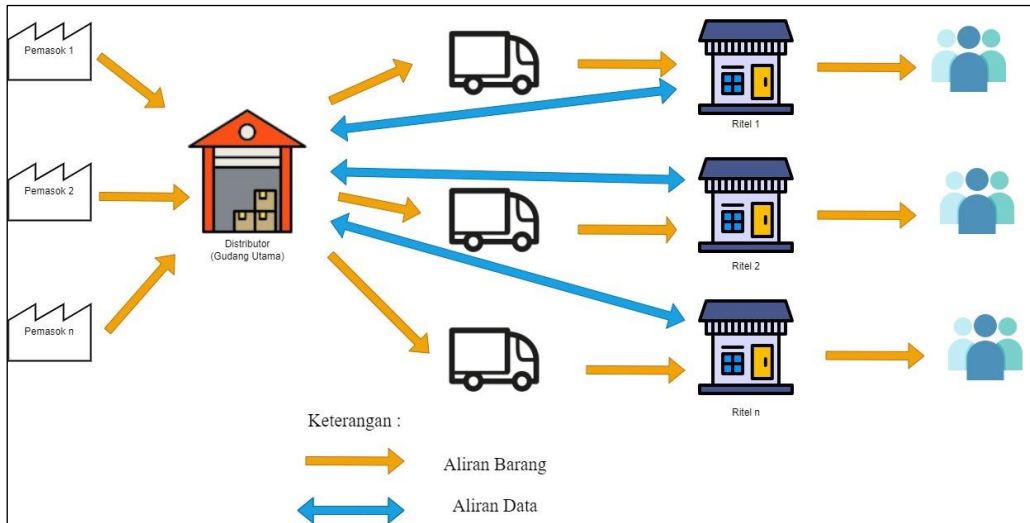 Pemasok 1
Ritel 1
Pemasok 2
Distributor
(Gudang Utama)
Ritel 2
Pemasok n
Ritel n
Keterangan :
Aliran Barang
Aliran Data